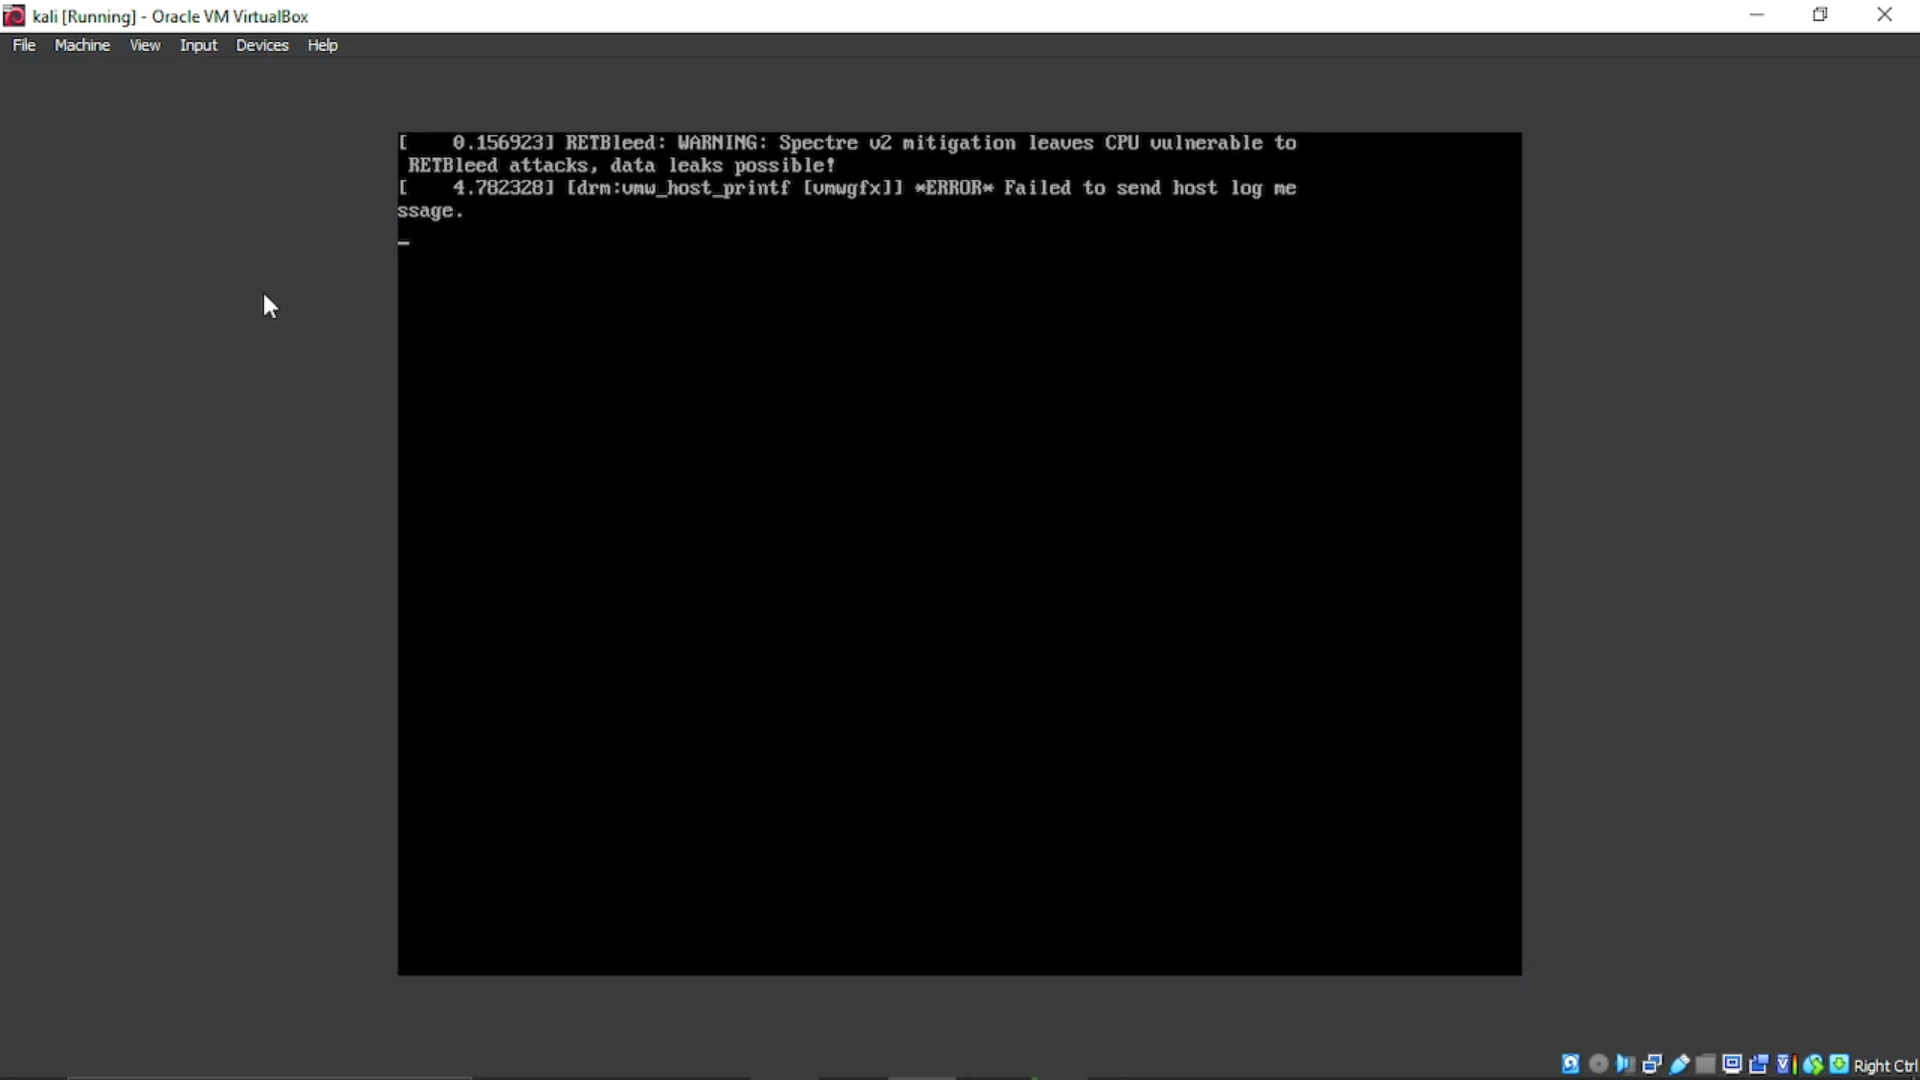 kali [Running] - Oracle VM VirtualBox
File Machine View Input Devices Help
[    0.156923] RETBleed: WARNING: Spectre v2 mitigation leaves CPU vulnerable to
 RETBleed attacks, data leaks possible!
[    4.782328] [drm:vmw_host_printf [vmwgfx]] *ERROR* Failed to send host log me
ssage.
Right Ctrl